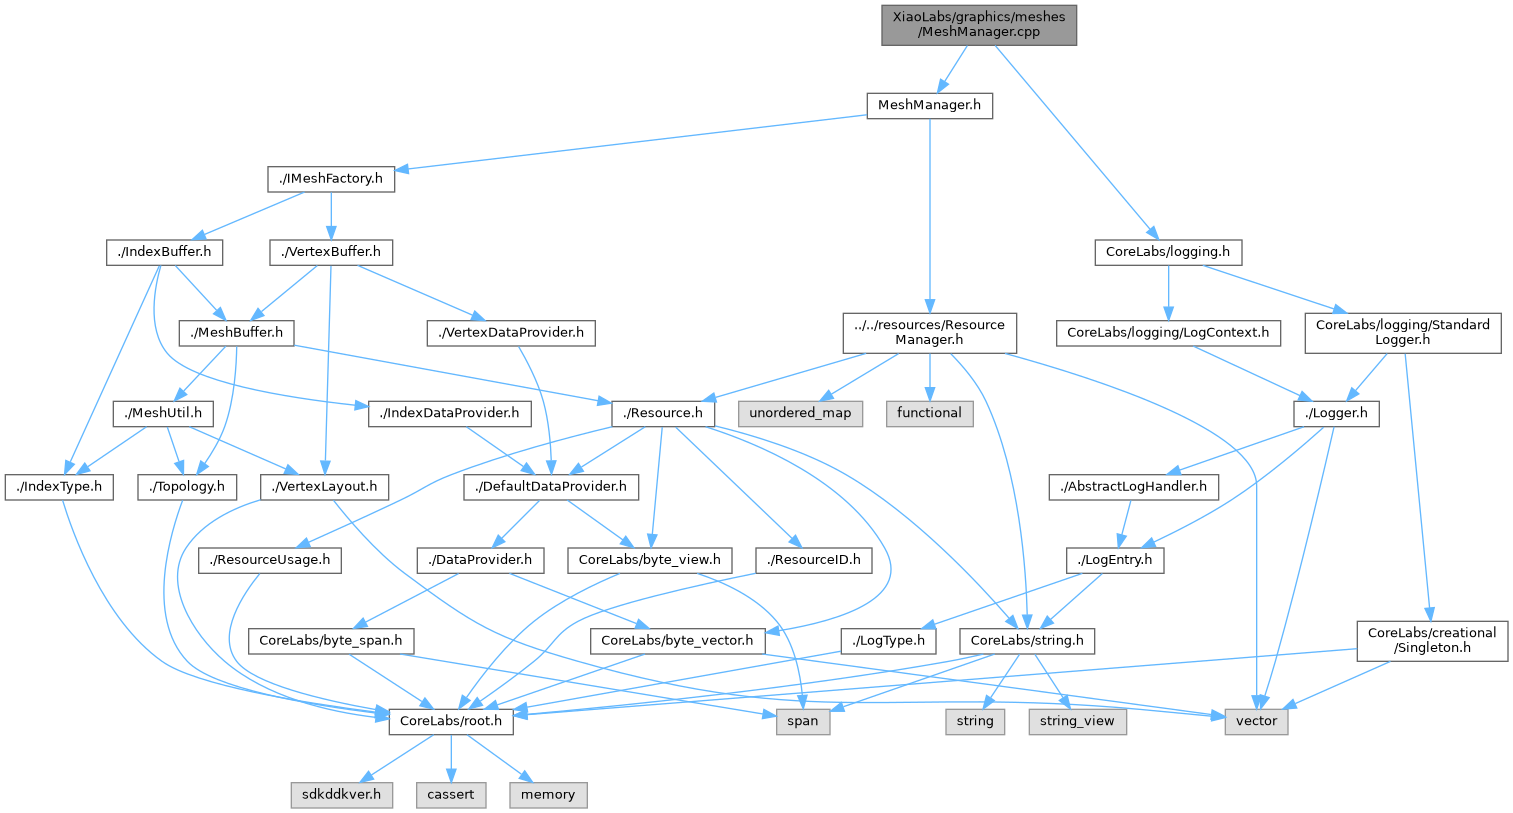 XiaoLabs/graphics/meshes
/MeshManager.cpp
MeshManager.h
./IMeshFactory.h
./IndexBuffer.h
./VertexBuffer.h
CoreLabs/logging.h
./MeshBuffer.h
./VertexDataProvider.h
../../resources/Resource
Manager.h
CoreLabs/logging/LogContext.h
CoreLabs/logging/Standard
Logger.h
./MeshUtil.h
./IndexDataProvider.h
./Resource.h
unordered_map
functional
./Logger.h
./IndexType.h
./Topology.h
./VertexLayout.h
./DefaultDataProvider.h
./AbstractLogHandler.h
./ResourceUsage.h
./DataProvider.h
CoreLabs/byte_view.h
./ResourceID.h
./LogEntry.h
CoreLabs/byte_span.h
CoreLabs/byte_vector.h
./LogType.h
CoreLabs/string.h
CoreLabs/creational
/Singleton.h
CoreLabs/root.h
span
string
string_view
vector
sdkddkver.h
cassert
memory